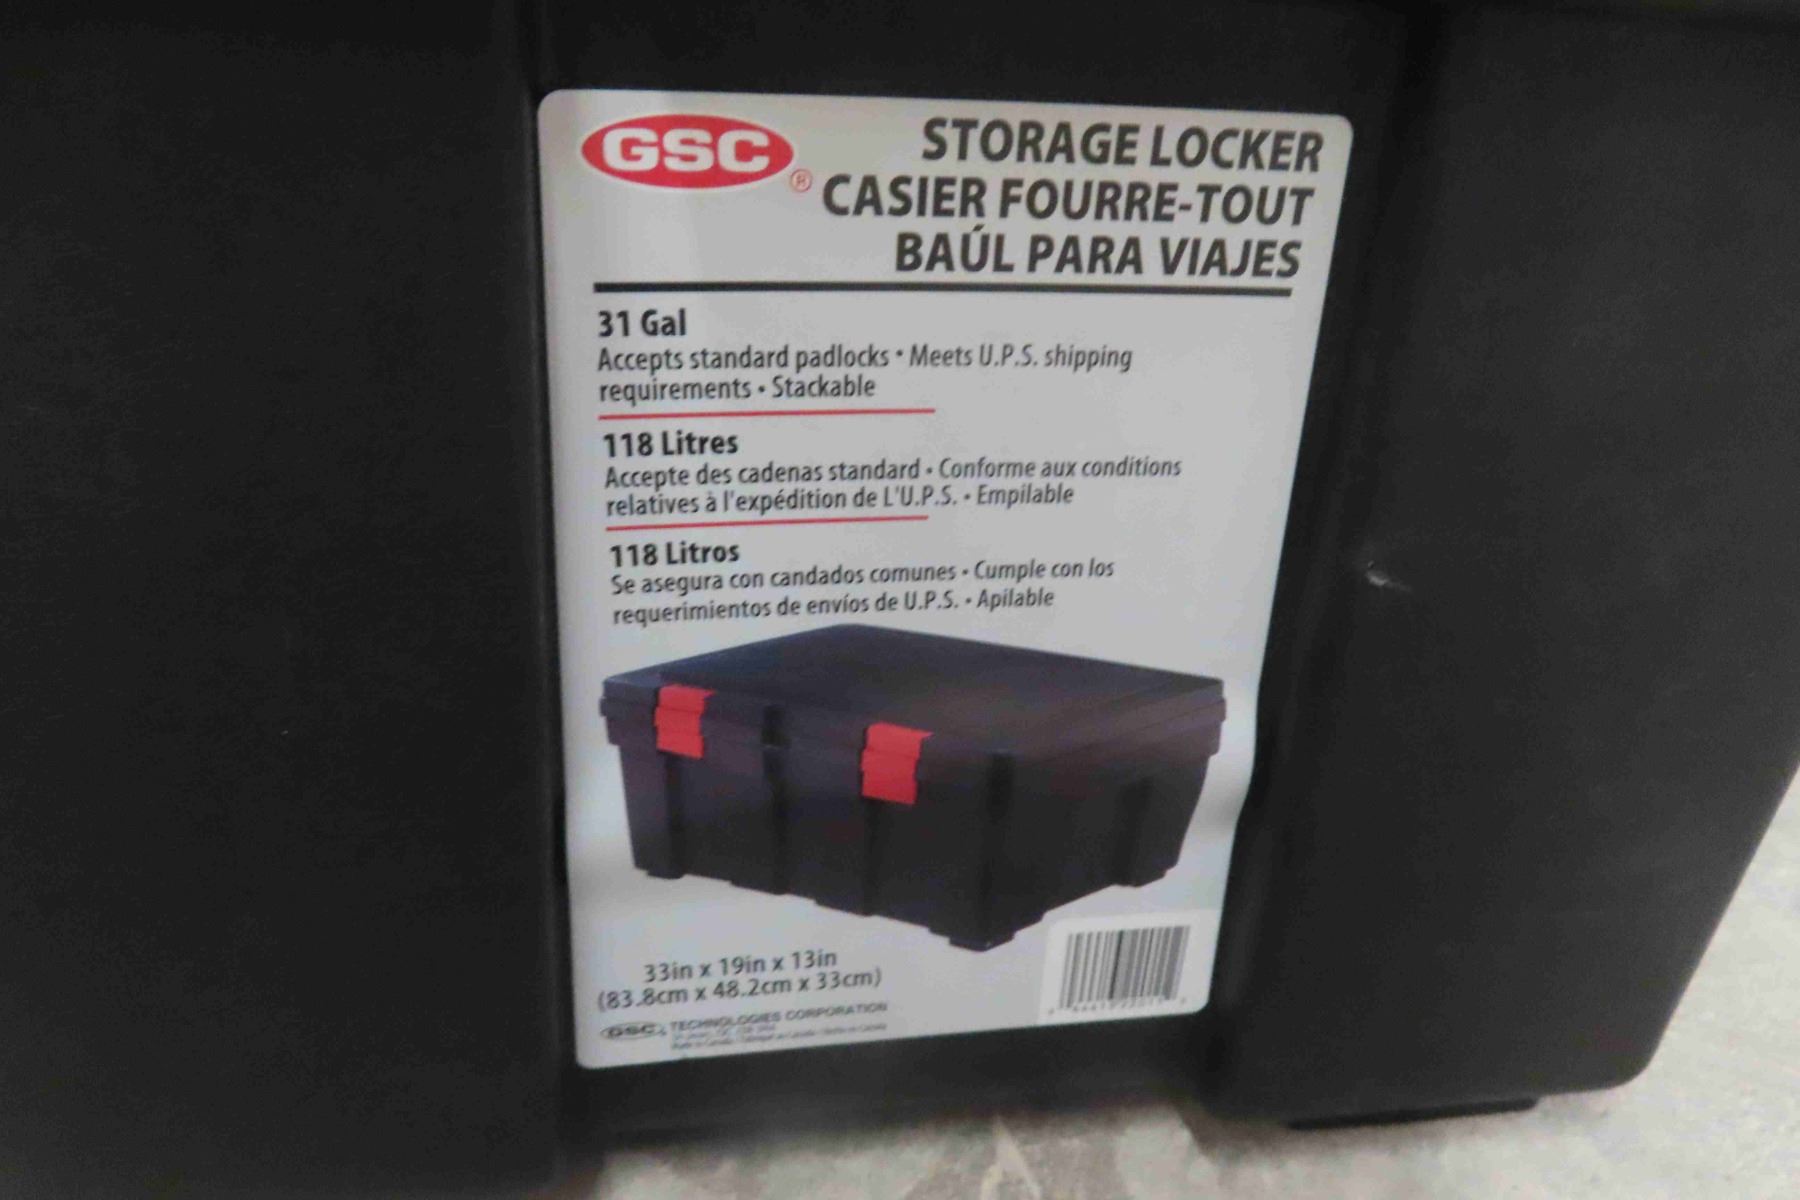 GSC®
STORAGE LOCKER
CASIER FOURRE-TOUT
BAÚL PARA VIAJES
31 Gal
Accepts standard padlocks • Meets U.P.S. shipping
requirements • Stackable
118 Litres
Accepte des cadenas standard • Conforme aux conditions
relatives à l'expédition de L'U.P.S. • Empilable
118 Litros
Se asegura con candados comunes • Cumple con los
requerimientos de envíos de U.P.S. • Apilable
33in x 19in x 13in
(83.8cm x 48.2cm x 33cm)
GSC TECHNOLOGIES CORPORATION